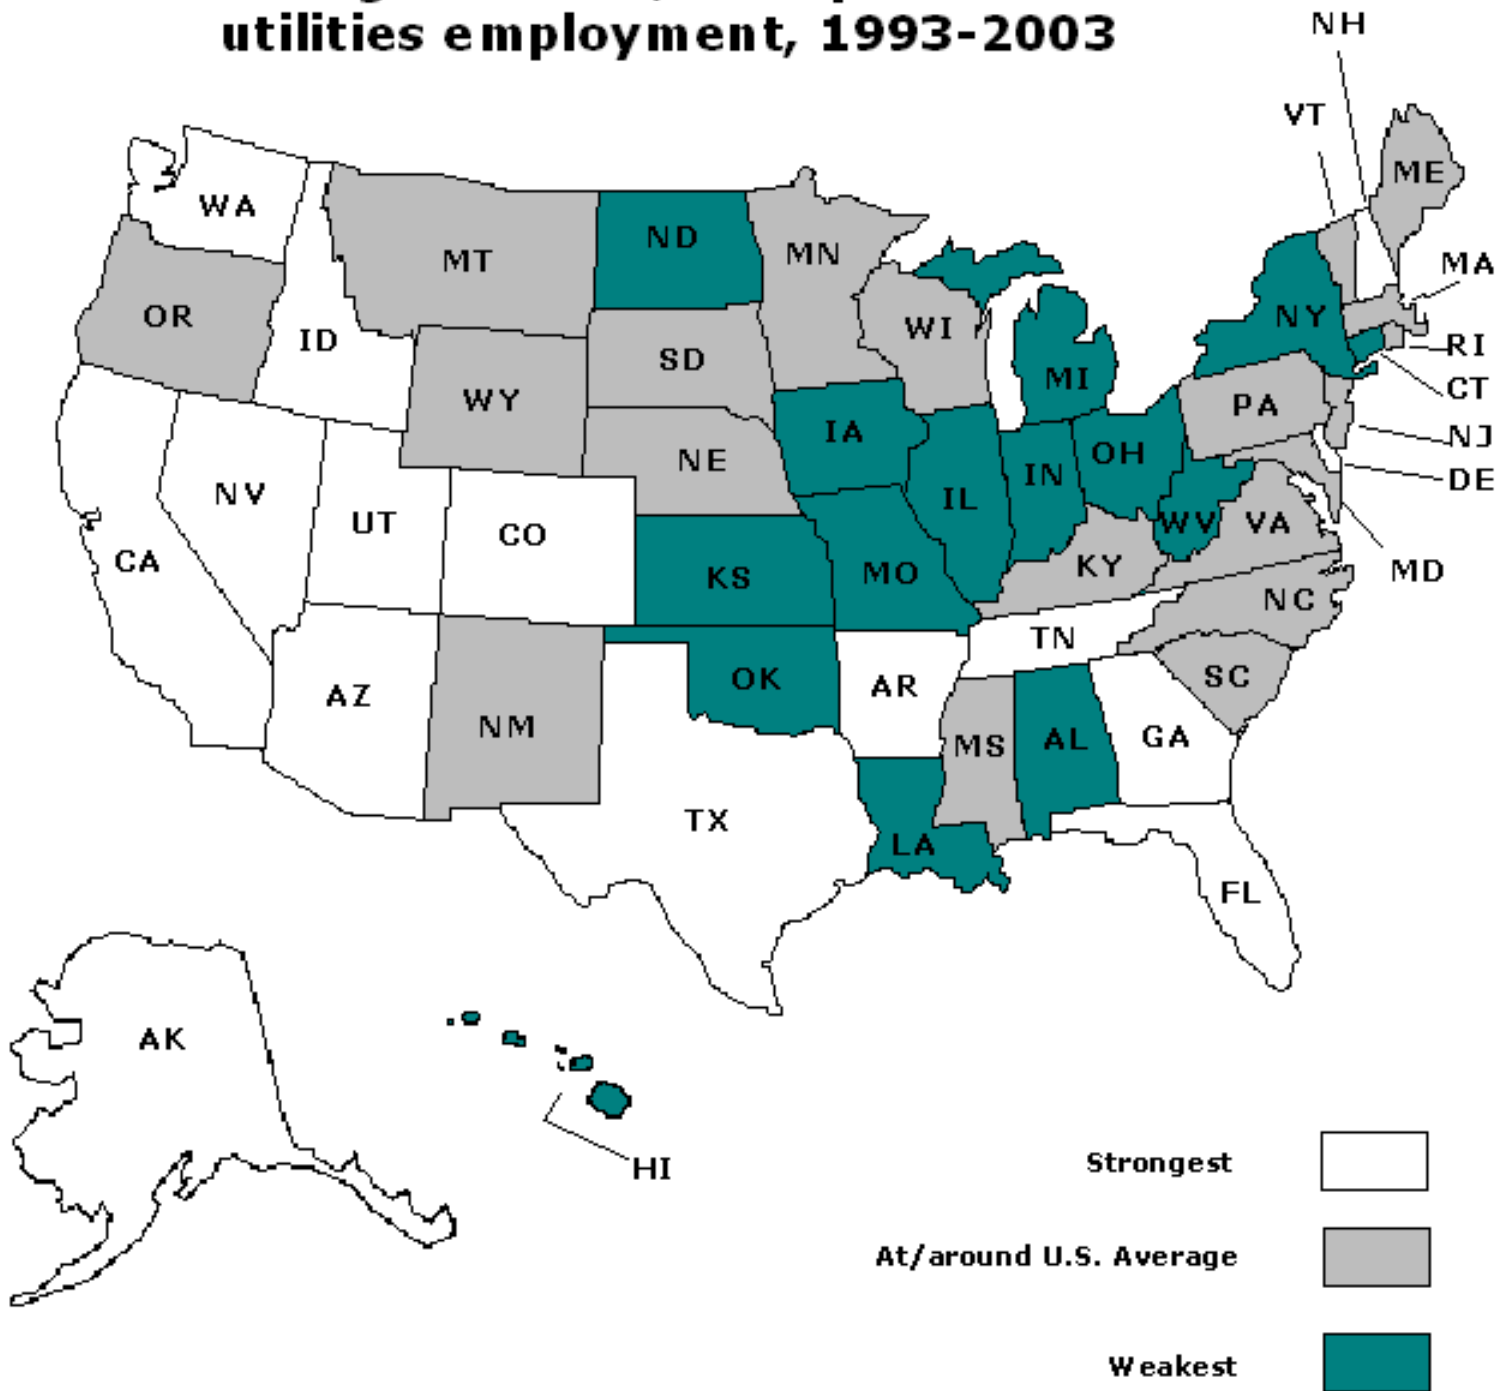 utilities employment, 1993-2003
NH
VT
ME
WA
ND
MT
MN
MA
OR
NY
WI
ID
RI
SD
MI
CT
WY
PA
IA
NJ
NE
OH
DE
IN
NV
IL
UT
CO
WV
VA
CA
KY
MD
KS
MO
NC
TN
SC
OK
AR
AZ
NM
MS
AL
GA
TX
LA
FL
AK
HI
Strongest
At/around U.S. Average
Weakest